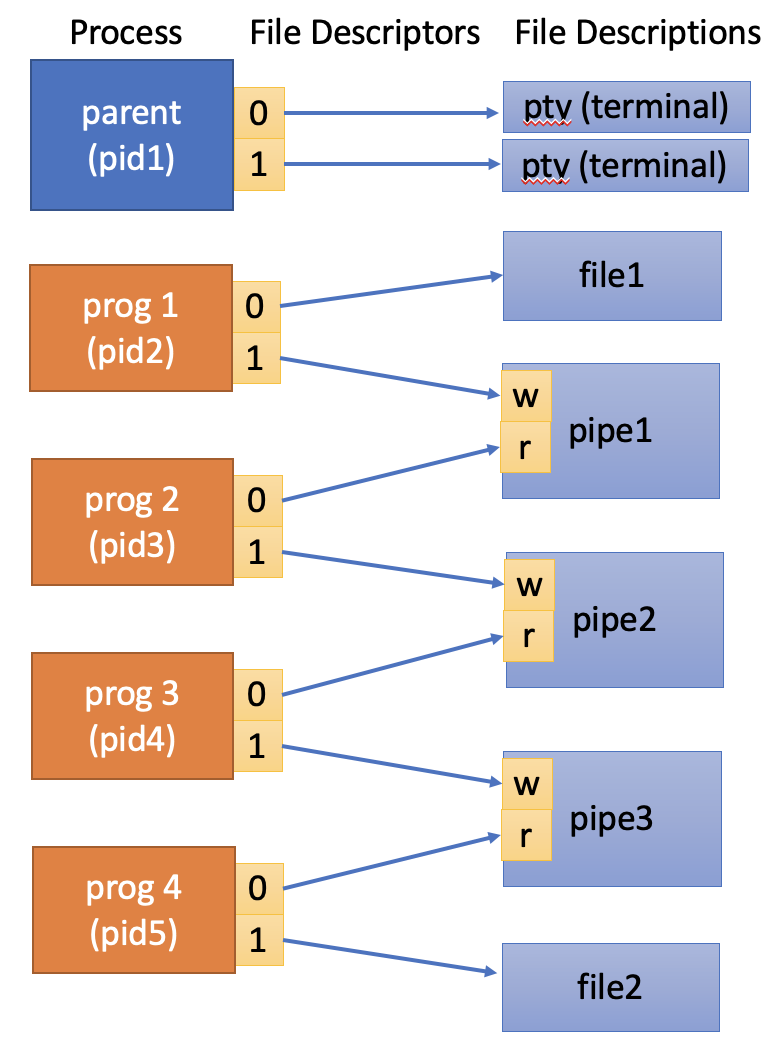 Process File Descriptors File Descriptions
parent
(pid1)
0
1
pty (terminal)
pty (terminal)
prog 1
(pid2)
0
1
file1
w
r
pipe1
prog 2
(pid3)
0
1
w
r
pipe2
prog 3
(pid4)
0
1
w
r
pipe3
prog 4
(pid5)
0
1
file2